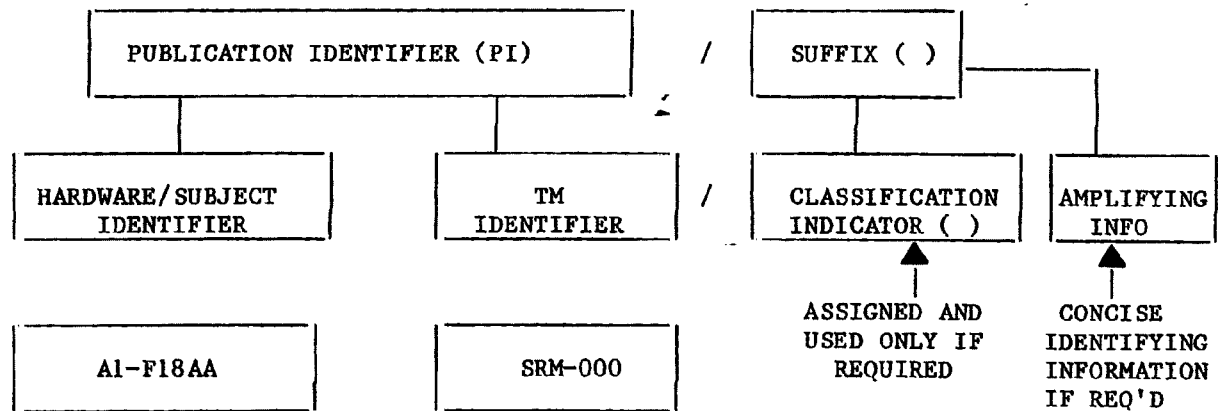 PUBLICATION IDENTIFIER (PI) / SUFFIX ( )
HARDWARE/SUBJECT
IDENTIFIER
TM
IDENTIFIER
/
CLASSIFICATION
INDICATOR ( )
AMPLIFYING
INFO
ASSIGNED AND
USED ONLY IF
REQUIRED
CONCISE
IDENTIFYING
INFORMATION
IF REQ'D
A1-F18AA
SRM-000